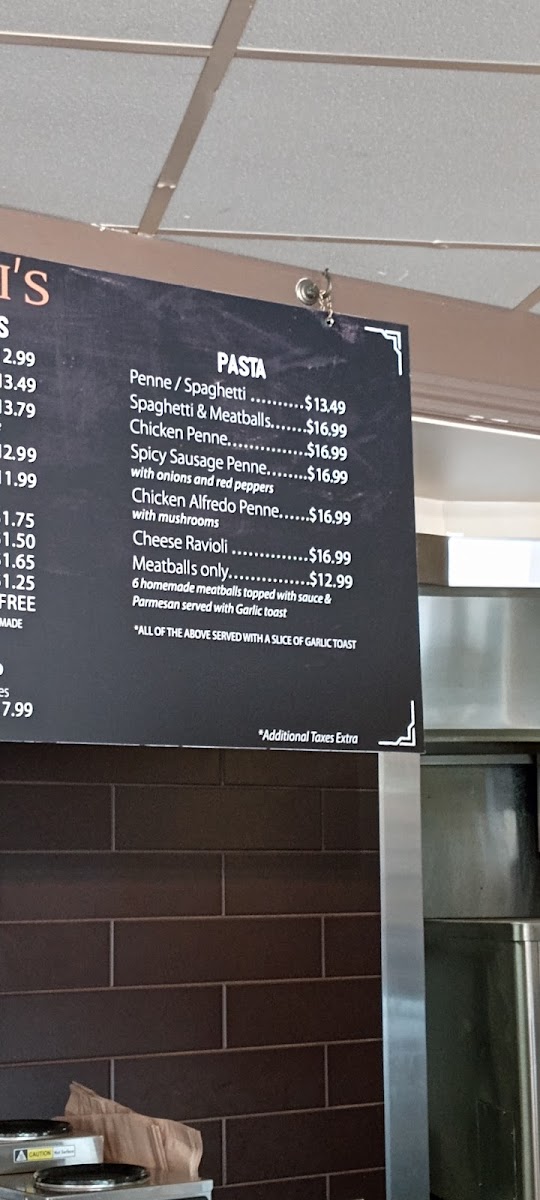 I'S
S
2.99
13.49
13.79
12.99
11.99
1.75
1.50
1.65
1.25
FREE
MADE
es
7.99
PASTA
Penne / Spaghetti ..........$13.49
Spaghetti & Meatballs.......$16.99
Chicken Penne...............$16.99
Spicy Sausage Penne........$16.99
with onions and red peppers
Chicken Alfredo Penne......$16.99
with mushrooms
Cheese Ravioli ..............$16.99
Meatballs only...............$12.99
6 homemade meatballs topped with sauce &
Parmesan served with Garlic toast
*ALL OF THE ABOVE SERVED WITH A SLICE OF GARLIC TOAST
*Additional Taxes Extra
CAUTION Hot Surface